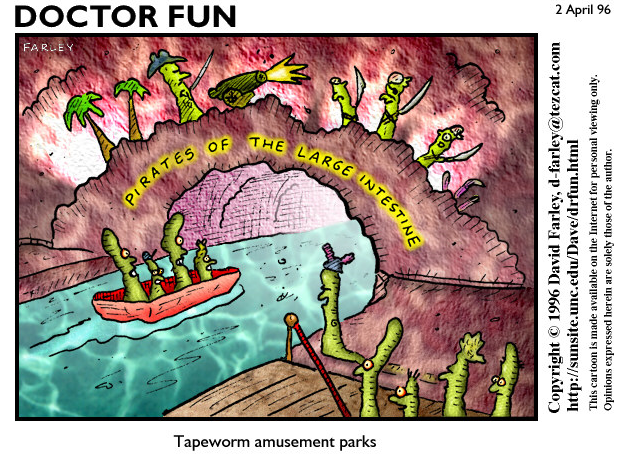 DOCTOR FUN
2 April 96
FARLEY
PIRATES OF THE LARGE INTESTINE
Tapeworm amusement parks
Copyright © 1996 David Farley, d-farley@tezcat.com
http://sunsite.unc.edu/Dave/drfun.html
This cartoon is made available on the Internet for personal viewing only.
Opinions expressed herein are solely those of the author.